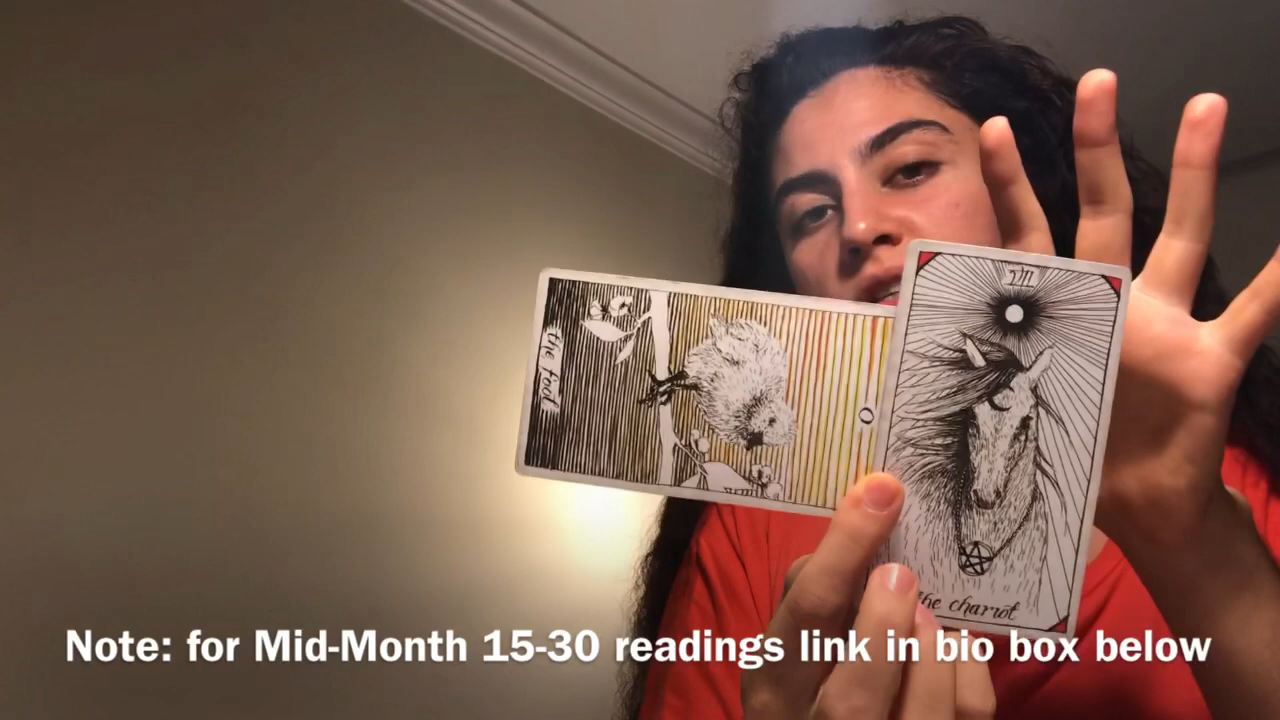 the fool
0
VII
the chariot
Note: for Mid-Month 15-30 readings link in bio box below